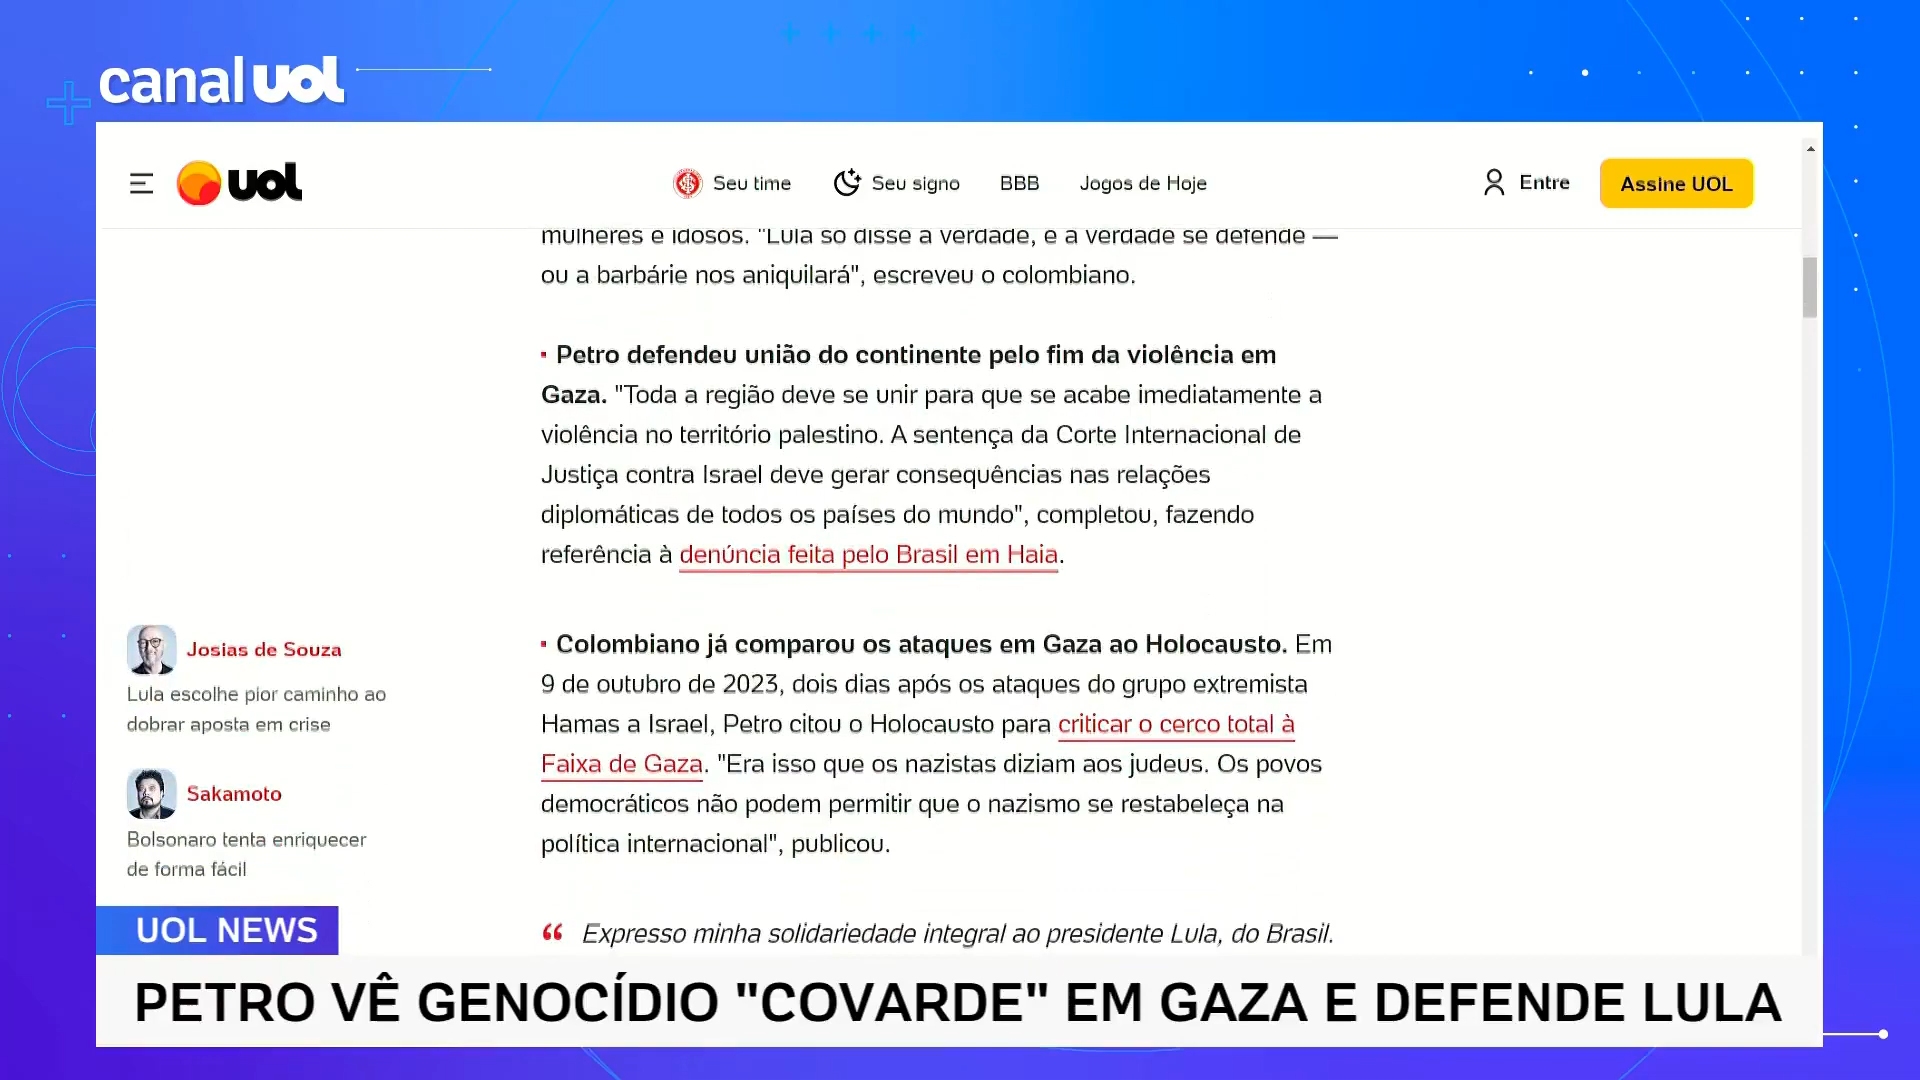 canal uol
uol
Seu time
Seu signo
BBB
Jogos de Hoje
Entre
Assine UOL
mulheres e idosos. "Lula só disse a verdade, e a verdade se defende —
ou a barbárie nos aniquilará", escreveu o colombiano.
Petro defendeu união do continente pelo fim da violência em
Gaza. "Toda a região deve se unir para que se acabe imediatamente a
violência no território palestino. A sentença da Corte Internacional de
Justiça contra Israel deve gerar consequências nas relações
diplomáticas de todos os países do mundo", completou, fazendo
referência à denúncia feita pelo Brasil em Haia.
Colombiano já comparou os ataques em Gaza ao Holocausto. Em
9 de outubro de 2023, dois dias após os ataques do grupo extremista
Hamas a Israel, Petro citou o Holocausto para criticar o cerco total à
Faixa de Gaza. "Era isso que os nazistas diziam aos judeus. Os povos
democráticos não podem permitir que o nazismo se restabeleça na
política internacional", publicou.
“ Expresso minha solidariedade integral ao presidente Lula, do Brasil.
Josias de Souza
Lula escolhe pior caminho ao
dobrar aposta em crise
Sakamoto
Bolsonaro tenta enriquecer
de forma fácil
UOL NEWS
PETRO VÊ GENOCÍDIO "COVARDE" EM GAZA E DEFENDE LULA